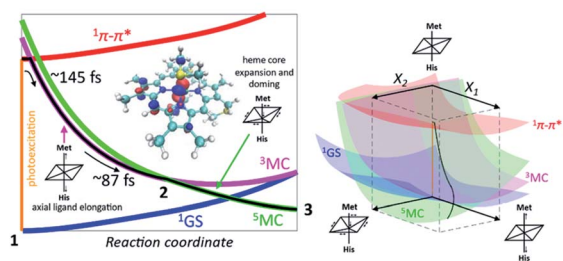 ¹π-π*
~145 fs
heme core
expansion and
doming
Met
His
photoexcitation
Met
His
axial ligand elongation
~87 fs
2
³MC
¹GS
⁵MC
1
Reaction coordinate
3
Met
His
X₂
X₁
¹π-π*
¹GS
³MC
⁵MC
Met
His
Met
His